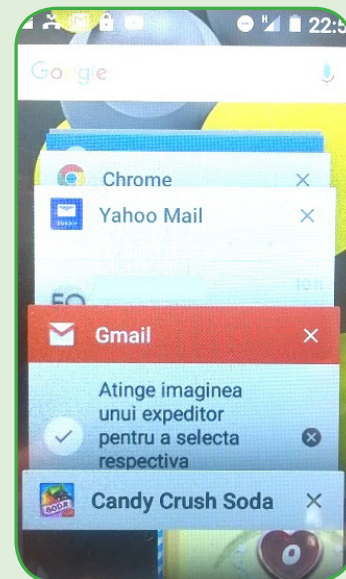 22:5
Google
Chrome
Yahoo Mail
Gmail
Atinge imaginea
unui expeditor
pentru a selecta
respectiva
Candy Crush Soda